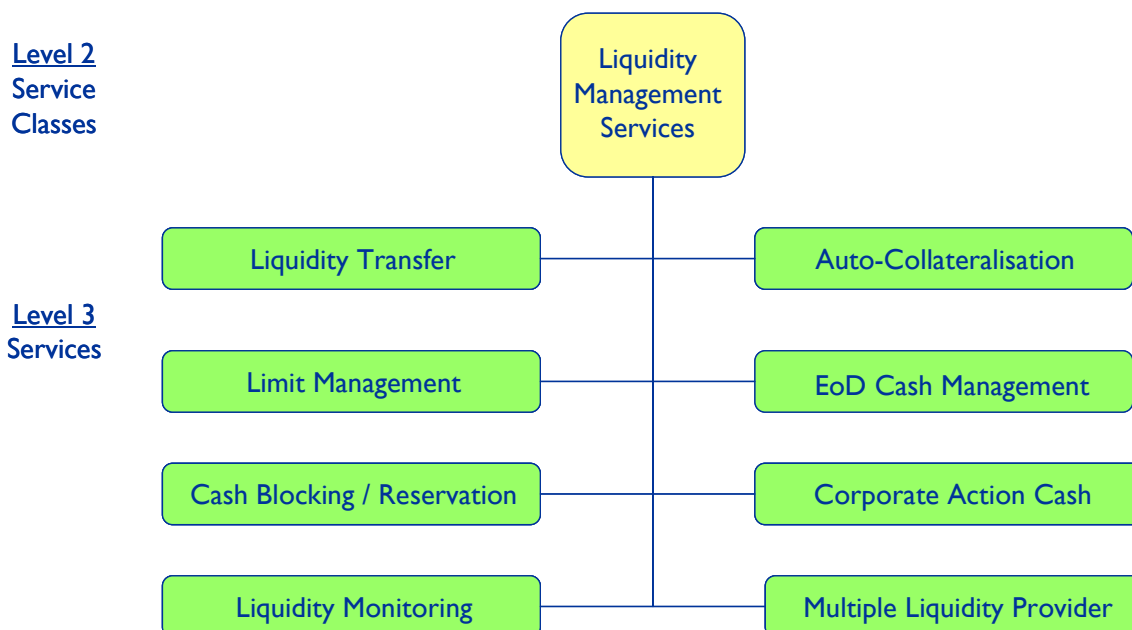 Level 2
Service
Classes
Liquidity
Management
Services
Liquidity Transfer
Auto-Collateralisation
Level 3
Services
Limit Management
EoD Cash Management
Cash Blocking / Reservation
Corporate Action Cash
Liquidity Monitoring
Multiple Liquidity Provider